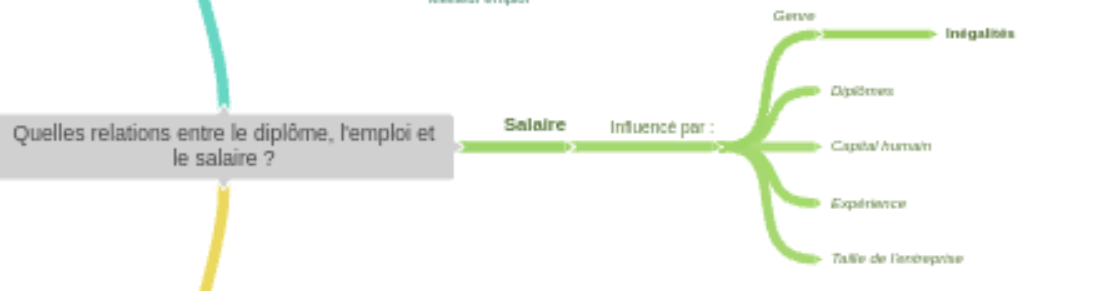 Genre
Inégalités
Diplômes
Quelles relations entre le diplôme, l'emploi et
le salaire ?
Salaire
Influencé par :
Capital humain
Expérience
Taille de l'entreprise